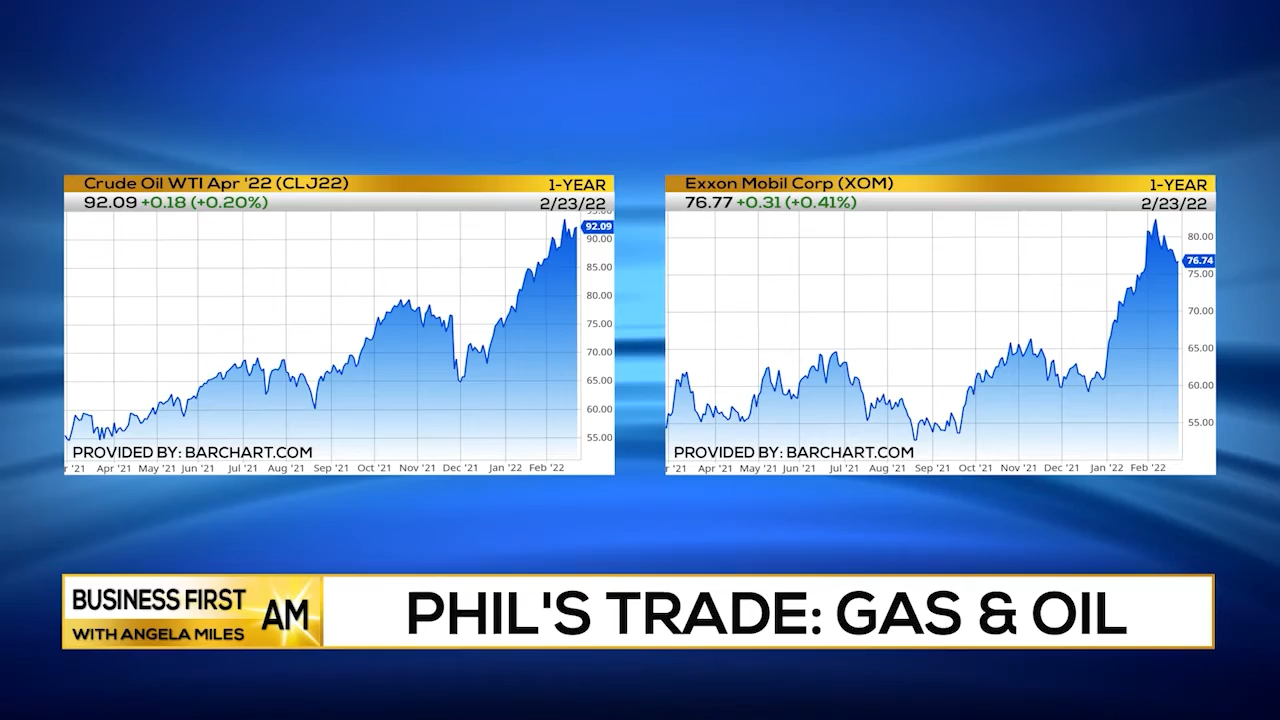 Crude Oil WTI Apr '22 (CLJ22) 1-YEAR
92.09 +0.18 (+0.20%) 2/23/22
95.00
92.09
90.00
85.00
80.00
75.00
70.00
65.00
60.00
55.00
PROVIDED BY: BARCHART.COM
r '21 Apr '21 May '21 Jun '21 Jul '21 Aug '21 Sep '21 Oct '21 Nov '21 Dec '21 Jan '22 Feb '22
Exxon Mobil Corp (XOM) 1-YEAR
76.77 +0.31 (+0.41%) 2/23/22
80.00
76.74
75.00
70.00
65.00
60.00
55.00
PROVIDED BY: BARCHART.COM
r '21 Apr '21 May '21 Jun '21 Jul '21 Aug '21 Sep '21 Oct '21 Nov '21 Dec '21 Jan '22 Feb '22
BUSINESS FIRST AM
WITH ANGELA MILES
PHIL'S TRADE: GAS & OIL